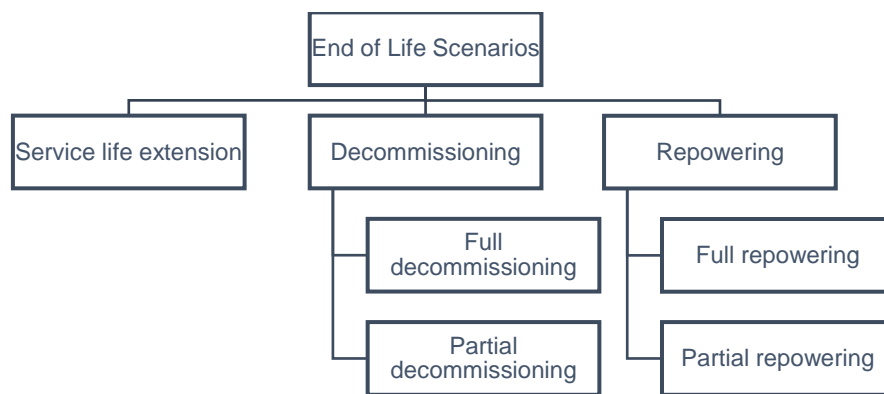 End of Life Scenarios
Service life extension
Decommissioning
Repowering
Full
decommissioning
Full repowering
Partial
decommissioning
Partial repowering